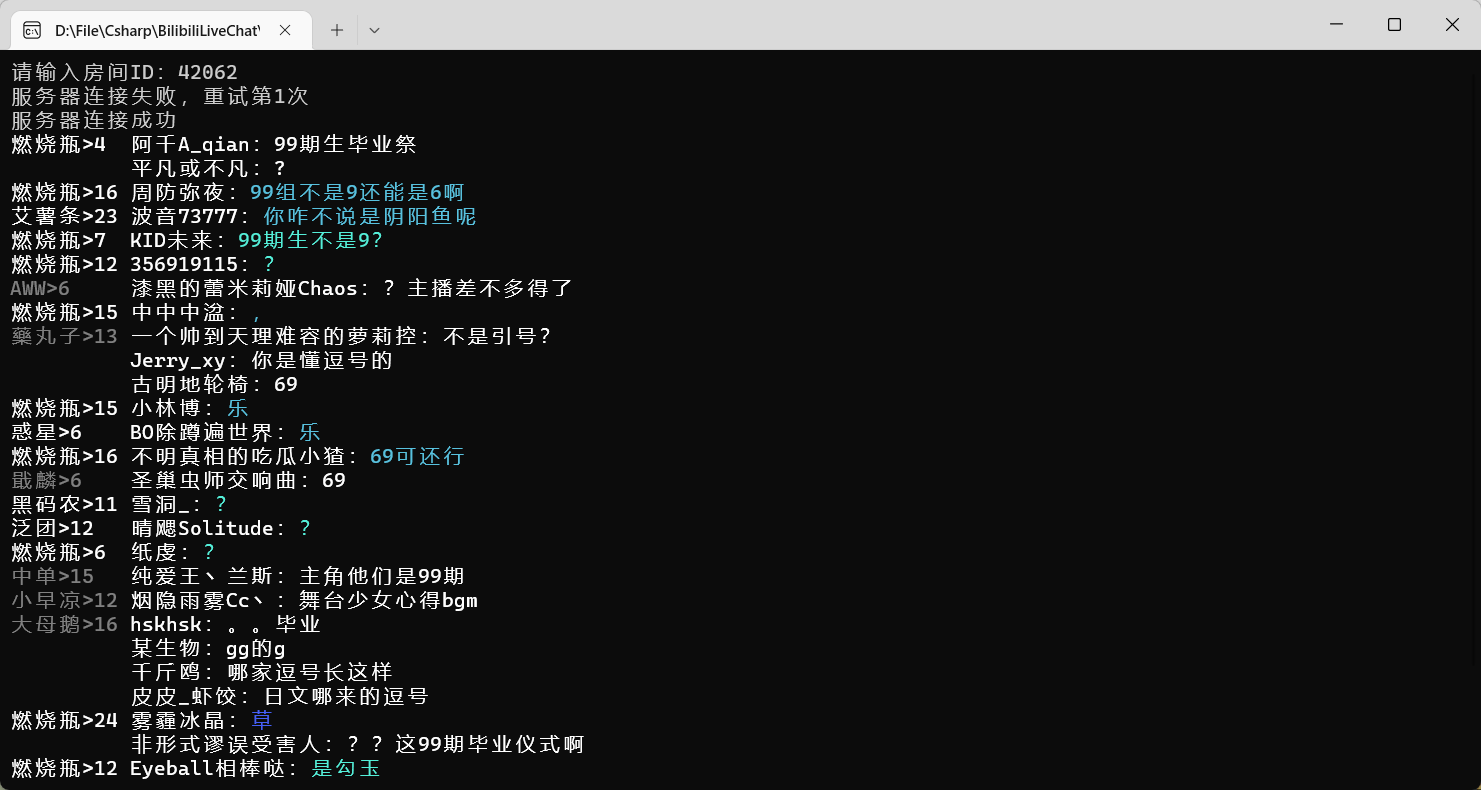 D:\File\Csharp\BilibiliLiveChat\
请输入房间ID: 42062
服务器连接失败, 重试第1次
服务器连接成功
燃烧瓶>4 阿千A_qian: 99期生毕业祭
平凡或不凡: ?
燃烧瓶>16 周防弥夜: 99组不是9还能是6啊
艾薯条>23 波音73777: 你咋不说是阴阳鱼呢
燃烧瓶>7 KID未来: 99期生不是9?
燃烧瓶>12 356919115: ?
AWW>6 漆黑的蕾米莉娅Chaos: ? 主播差不多得了
燃烧瓶>15 中中中湓: ,
藥丸子>13 一个帅到天理难容的萝莉控: 不是引号?
Jerry_xy: 你是懂逗号的
古明地轮椅: 69
燃烧瓶>15 小林博: 乐
惑星>6 BO除蹲遍世界: 乐
燃烧瓶>16 不明真相的吃瓜小猹: 69可还行
戢麟>6 圣巢虫师交响曲: 69
黑码农>11 雪洞_: ?
泛团>12 晴飔Solitude: ?
燃烧瓶>6 纸虔: ?
中单>15 纯爱王丶兰斯: 主角他们是99期
小早凉>12 烟隐雨雾Cc丶: 舞台少女心得bgm
大母鹅>16 hskhsk: 。。毕业
某生物: gg的g
千斤鸥: 哪家逗号长这样
皮皮_虾饺: 日文哪来的逗号
燃烧瓶>24 雾霾冰晶: 草
非形式谬误受害人: ? ? 这99期毕业仪式啊
燃烧瓶>12 Eyeball相棒哒: 是勾玉